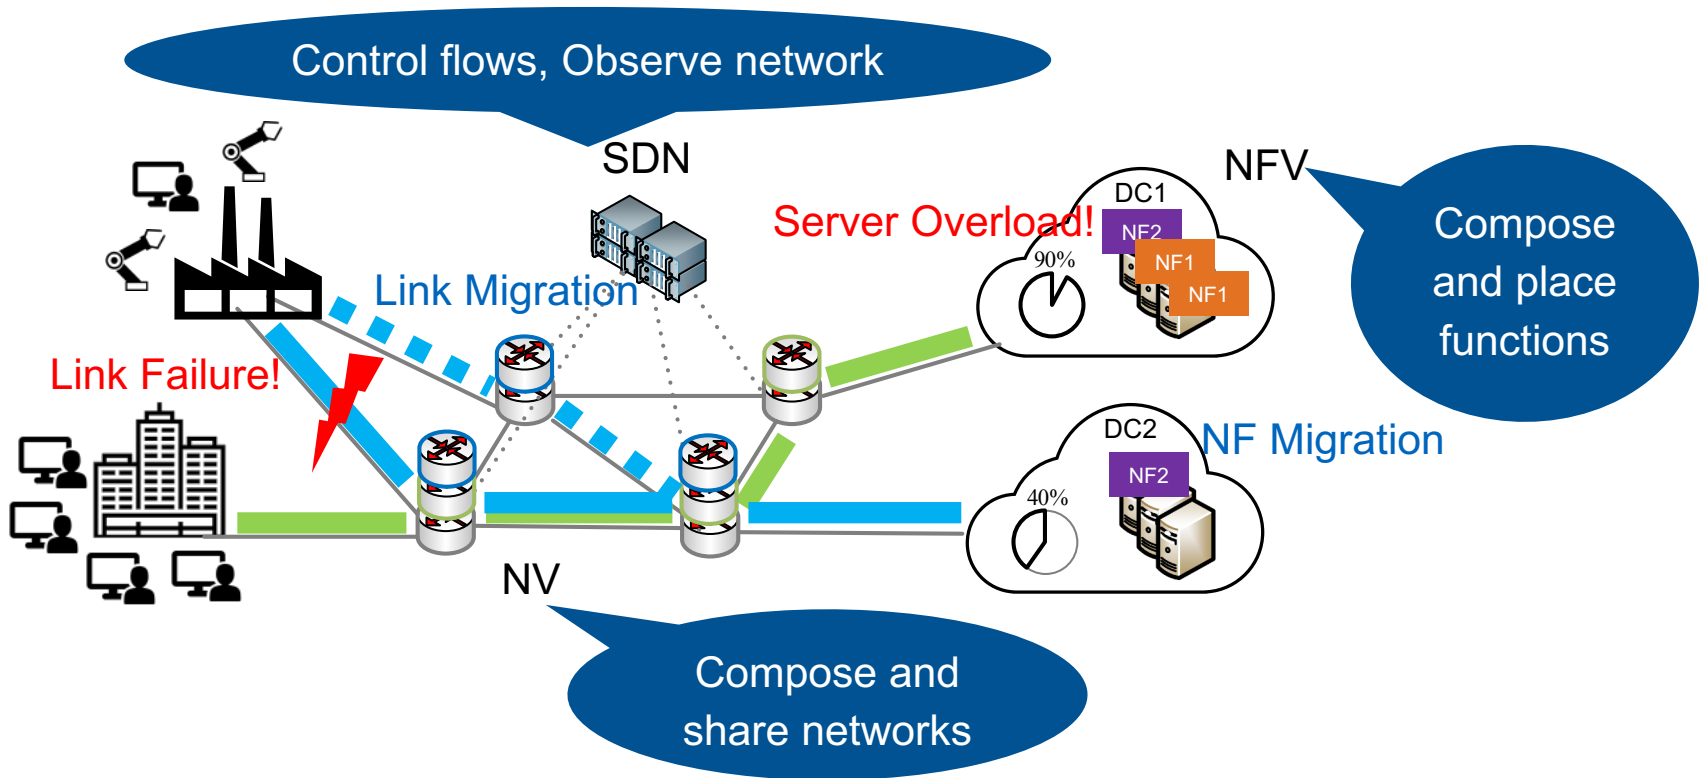 Control flows, Observe network
SDN
NFV
DC1
Server Overload!
NF2
90%
NF1
NF1
Compose
and place
functions
Link Migration
Link Failure!
DC2
NF Migration
NF2
40%
NV
Compose and
share networks